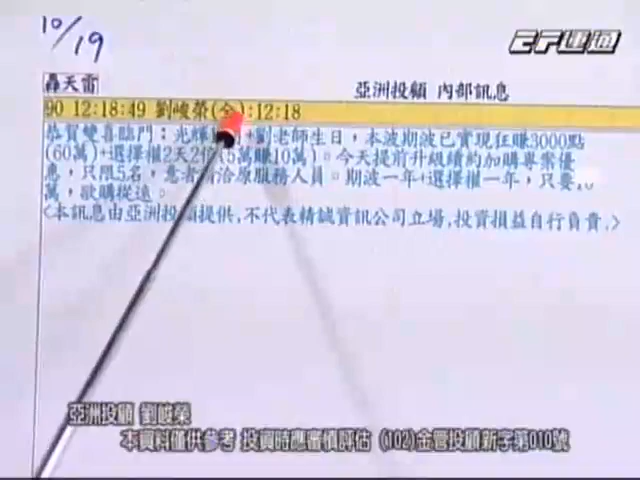 10/19
EF運通
轟天雷
亞洲投顧 內部訊息
90 12:18:49 劉峻榮(全):12:18
恭賀雙喜臨門：光輝 劉老師生日，本波期波已實現狂賺3000點
(60萬)+選擇權2天2 (5萬賺10萬)。今天提前升級續約加購專案優
惠，只限5名，意者 洽原服務人員。期波一年+選擇權一年，只要
萬，欲購從速。
<本訊息由亞洲投顧提供,不代表精誠資訊公司立場,投資損益自行負責.>
亞洲投顧 劉峻榮
本資料僅供參考 投資時應審慎評估 (102)金管投顧新字第010號